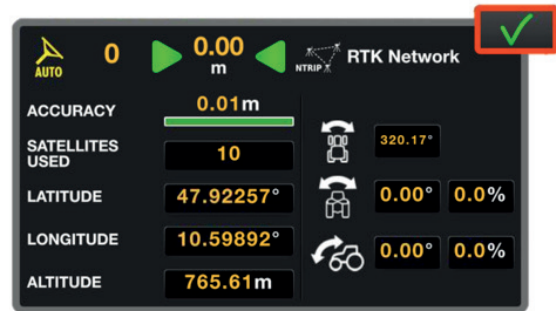 AUTO
0
0.00
m
NTRIP
RTK Network
ACCURACY
0.01m
SATELLITES
USED
10
LATITUDE
47.92257°
LONGITUDE
10.59892°
ALTITUDE
765.61m
320.17°
0.00° 0.0%
0.00° 0.0%